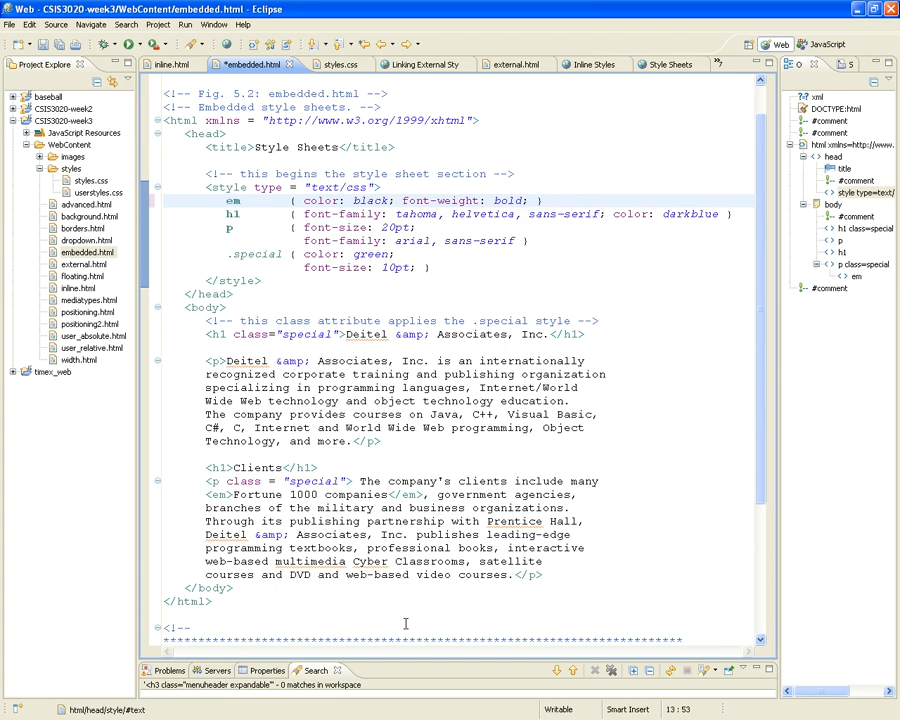 Web - CSIS3020-week3/WebContent/embedded.html - Eclipse
File Edit Source Navigate Search Project Run Window Help
Web JavaScript
Project Explore
inline.html *embedded.html styles.css Linking External Sty external.html Inline Styles Style Sheets »7
O S
baseball
CSIS3020-week2
CSIS3020-week3
JavaScript Resources
WebContent
images
styles
styles.css
userstyles.css
advanced.html
background.html
borders.html
dropdown.html
embedded.html
external.html
floating.html
inline.html
mediatypes.html
positioning.html
positioning2.html
user_absolute.html
user_relative.html
width.html
timex_web
<!-- Fig. 5.2: embedded.html -->
<!-- Embedded style sheets. -->
<html xmlns = "http://www.w3.org/1999/xhtml">
<head>
<title>Style Sheets</title>
<!-- this begins the style sheet section -->
<style type = "text/css">
em { color: black; font-weight: bold; }
h1 { font-family: tahoma, helvetica, sans-serif; color: darkblue }
p { font-size: 20pt;
font-family: arial, sans-serif }
.special { color: green;
font-size: 10pt; }
</style>
</head>
<body>
<!-- this class attribute applies the .special style -->
<h1 class="special">Deitel &amp; Associates, Inc.</h1>
<p>Deitel &amp; Associates, Inc. is an internationally
recognized corporate training and publishing organization
specializing in programming languages, Internet/World
Wide Web technology and object technology education.
The company provides courses on Java, C++, Visual Basic,
C#, C, Internet and World Wide Web programming, Object
Technology, and more.</p>
<h1>Clients</h1>
<p class = "special"> The company's clients include many
<em>Fortune 1000 companies</em>, government agencies,
branches of the military and business organizations.
Through its publishing partnership with Prentice Hall,
Deitel &amp; Associates, Inc. publishes leading-edge
programming textbooks, professional books, interactive
web-based multimedia Cyber Classrooms, satellite
courses and DVD and web-based video courses.</p>
</body>
</html>
<!--
**************************************************************************
?=? xml
DOCTYPE:html
#comment
#comment
html xmlns=http://www.
head
title
#comment
style type=text/
body
#comment
h1 class=special
p
h1
p class=special
em
#comment
Problems Servers Properties Search
'<h3 class="menuheader expandable"' - 0 matches in workspace
html/head/style/#text Writable Smart Insert 13 : 53